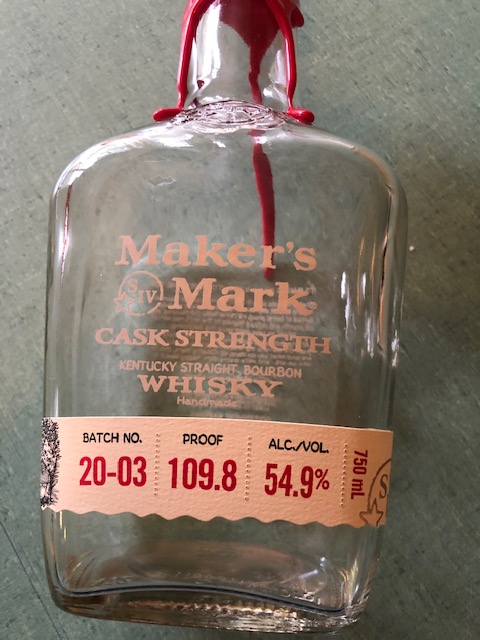 Maker's
SIV Mark
CASK STRENGTH
KENTUCKY STRAIGHT BOURBON
WHISKY
Handmade
BATCH NO. PROOF ALC./VOL.
20-03 109.8 54.9% 750 mL
S